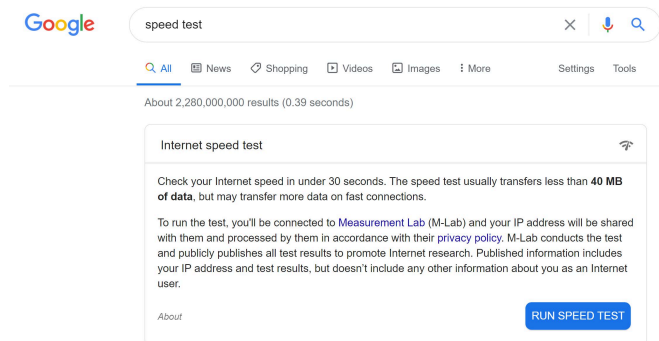 Google
speed test
All News Shopping Videos Images More Settings Tools
About 2,280,000,000 results (0.39 seconds)
Internet speed test
Check your Internet speed in under 30 seconds. The speed test usually transfers less than 40 MB
of data, but may transfer more data on fast connections.
To run the test, you'll be connected to Measurement Lab (M-Lab) and your IP address will be shared
with them and processed by them in accordance with their privacy policy. M-Lab conducts the test
and publicly publishes all test results to promote Internet research. Published information includes
your IP address and test results, but doesn’t include any other information about you as an Internet
user.
About
RUN SPEED TEST